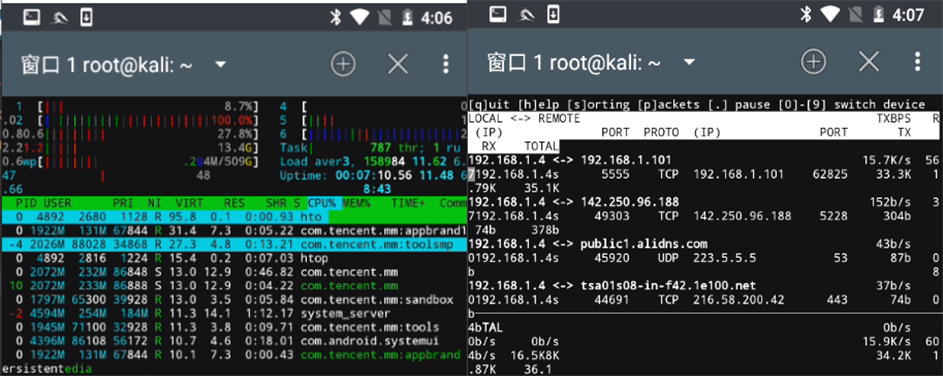 4:06
窗口 1 root@kali: ~
1 [ 8.7%] 4 [
.02 [ 100.0%] 5 [
0.80.6[ 27.8%] 6 [
2.21.2[ 13.4G] Task 787 thr; 1 ru
0.6wp[ .294M/509G] Load aver3, 158984 11.62 6.
47 48 Uptime: 00:07:10.56 11.48 6
.66 8:43
PID USER PRI NI VIRT RES SHR S CPU% MEM% TIME+ Comm
0 4892 2680 1128 R 95.8 0.1 0:00.93 hto
0 1922M 131M 67844 R 31.4 7.3 0:05.22 com.tencent.mm:appbrand1
-4 2026M 88028 34868 R 27.3 4.8 0:13.21 com.tencent.mm:toolsmp
0 4892 2816 1224 R 15.4 0.2 0:07.03 htop
0 2072M 232M 86848 S 13.0 12.9 0:46.82 com.tencent.mm
10 2072M 233M 86888 S 13.0 12.9 0:04.22 com.tencent.mm
0 1797M 65300 39928 R 13.0 3.0 0:05.84 com.tencent.mm:sandbox
-2 4594M 254M 184M R 11.3 14.1 1:12.17 system_server
0 1945M 71100 32928 R 11.3 3.8 0:09.71 com.tencent.mm:tools
0 4396M 86108 56172 R 10.7 4.6 0:18.01 com.android.systemui
0 1922M 131M 67844 R 10.1 7.3 0:00.43 com.tencent.mm:appbrand
ersistentedia
4:07
窗口 1 root@kali: ~
[q]uit [h]elp [s]orting [p]ackets [.] pause [0]-[9] switch device
LOCAL <-> REMOTE TXBPS R
(IP) PORT PROTO (IP) PORT TX
RX TOTAL
192.168.1.4 <-> 192.168.1.101 15.7K/s 56
7192.168.1.4s 5555 TCP 192.168.1.101 62825 33.3K 1
.79K 35.1K
192.168.1.4 <-> 142.250.96.188 152b/s 3
7192.168.1.4s 49303 TCP 142.250.96.188 5228 304b
74b 378b
192.168.1.4 <-> public1.alidns.com 43b/s
0192.168.1.4s 45920 UDP 223.5.5.5 53 87b 0
b
192.168.1.4 <-> tsa01s08-in-f42.1e100.net 37b/s
0192.168.1.4s 44691 TCP 216.58.200.42 443 74b 0
b
4bTAL 0b/s
0b/s 15.9K/s 60
4b/s 16.5K8K 34.2K 1
.87K 36.1